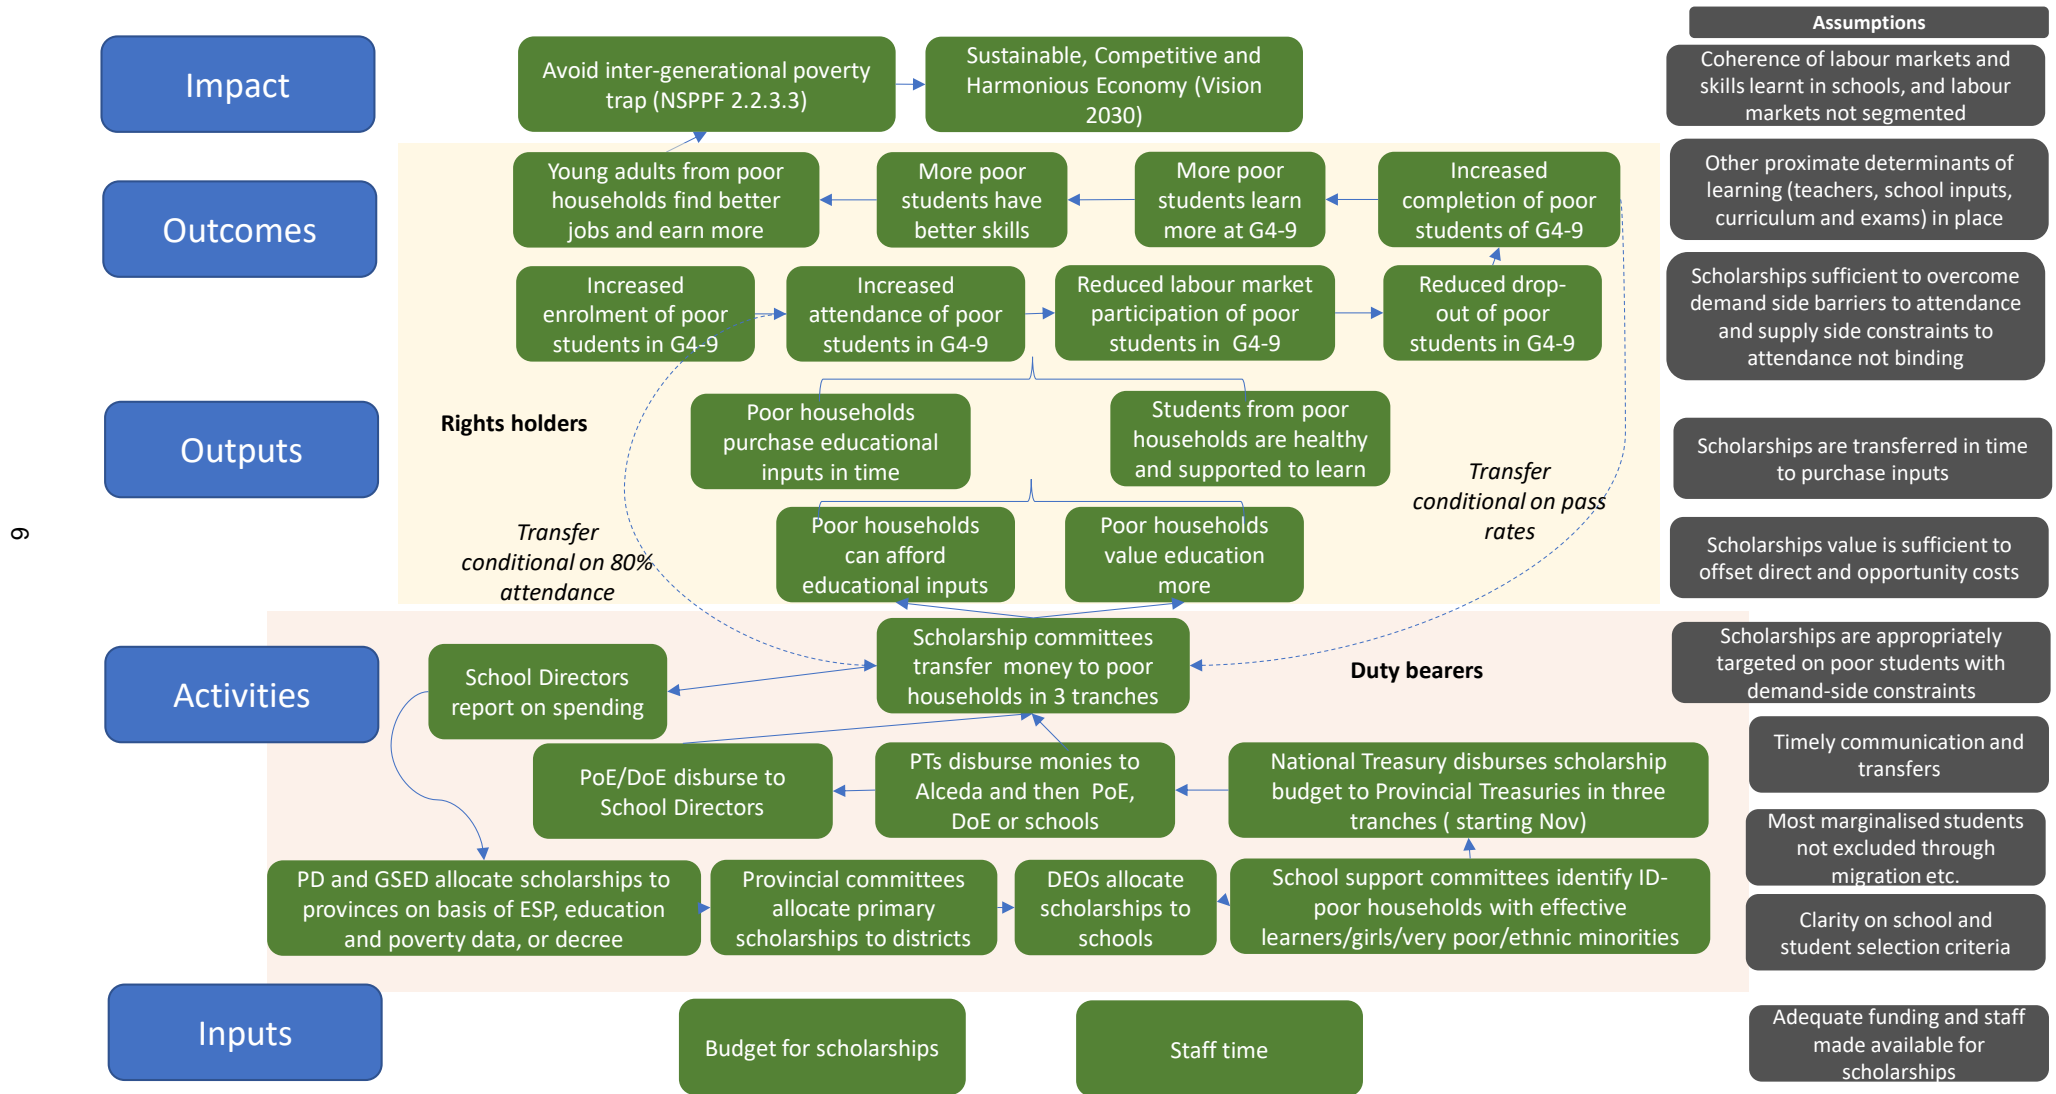 Assumptions
Impact
Avoid inter-generational poverty
trap (NSPPF 2.2.3.3)
Sustainable, Competitive and
Harmonious Economy (Vision
2030)
Coherence of labour markets and
skills learnt in schools, and labour
markets not segmented
Outcomes
Young adults from poor
households find better
jobs and earn more
More poor
students have
better skills
More poor
students learn
more at G4-9
Increased
completion of poor
students of G4-9
Other proximate determinants of
learning (teachers, school inputs,
curriculum and exams) in place
Increased
enrolment of poor
students in G4-9
Increased
attendance of poor
students in G4-9
Reduced labour market
participation of poor
students in G4-9
Reduced drop-
out of poor
students in G4-9
Scholarships sufficient to overcome
demand side barriers to attendance
and supply side constraints to
attendance not binding
Outputs
Rights holders
Poor households
purchase educational
inputs in time
Students from poor
households are healthy
and supported to learn
Transfer
conditional on pass
rates
Scholarships are transferred in time
to purchase inputs
9
Transfer
conditional on 80%
attendance
Poor households
can afford
educational inputs
Poor households
value education
more
Scholarships value is sufficient to
offset direct and opportunity costs
Activities
School Directors
report on spending
Scholarship committees
transfer money to poor
households in 3 tranches
Duty bearers
Scholarships are appropriately
targeted on poor students with
demand-side constraints
PoE/DoE disburse to
School Directors
PTs disburse monies to
Alceda and then PoE,
DoE or schools
National Treasury disburses scholarship
budget to Provincial Treasuries in three
tranches ( starting Nov)
Timely communication and
transfers
Most marginalised students
not excluded through
migration etc.
PD and GSED allocate scholarships to
provinces on basis of ESP, education
and poverty data, or decree
Provincial committees
allocate primary
scholarships to districts
DEOs allocate
scholarships to
schools
School support committees identify ID-
poor households with effective
learners/girls/very poor/ethnic minorities
Clarity on school and
student selection criteria
Inputs
Budget for scholarships
Staff time
Adequate funding and staff
made available for
scholarships